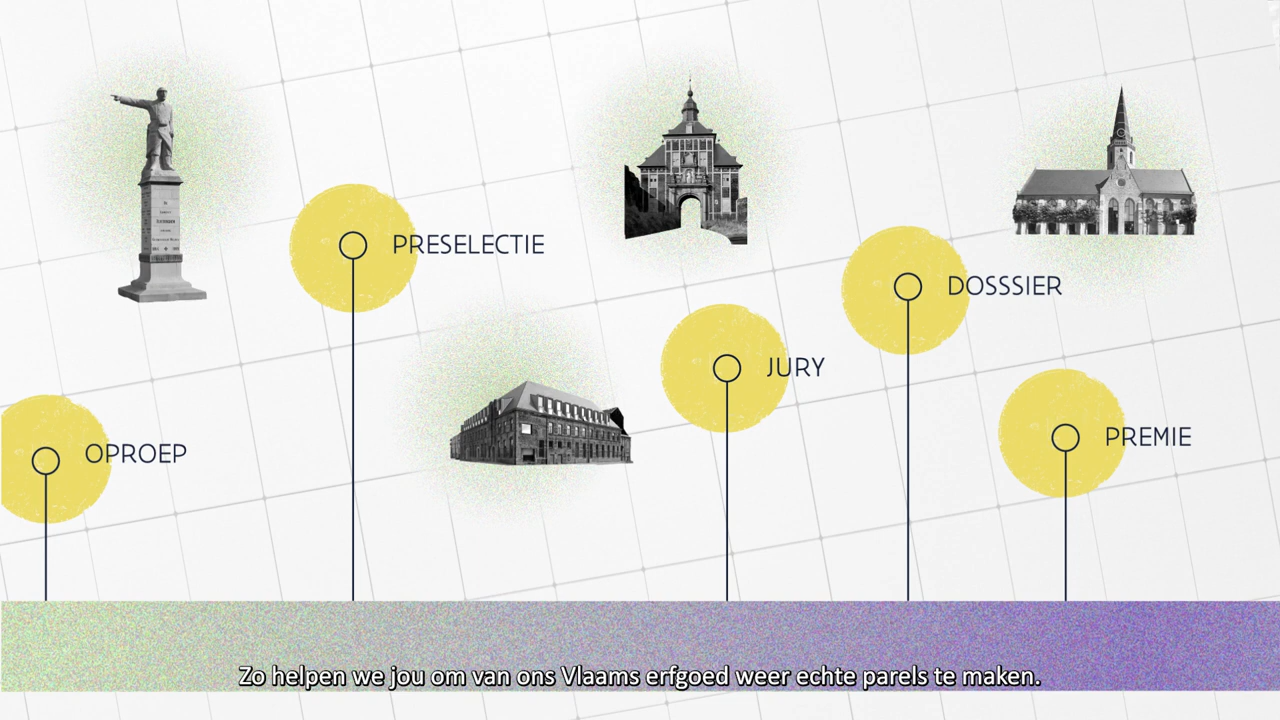 OPROEP
PRESELECTIE
JURY
DOSSSIER
PREMIE
Zo helpen we jou om van ons Vlaams erfgoed weer echte parels te maken.